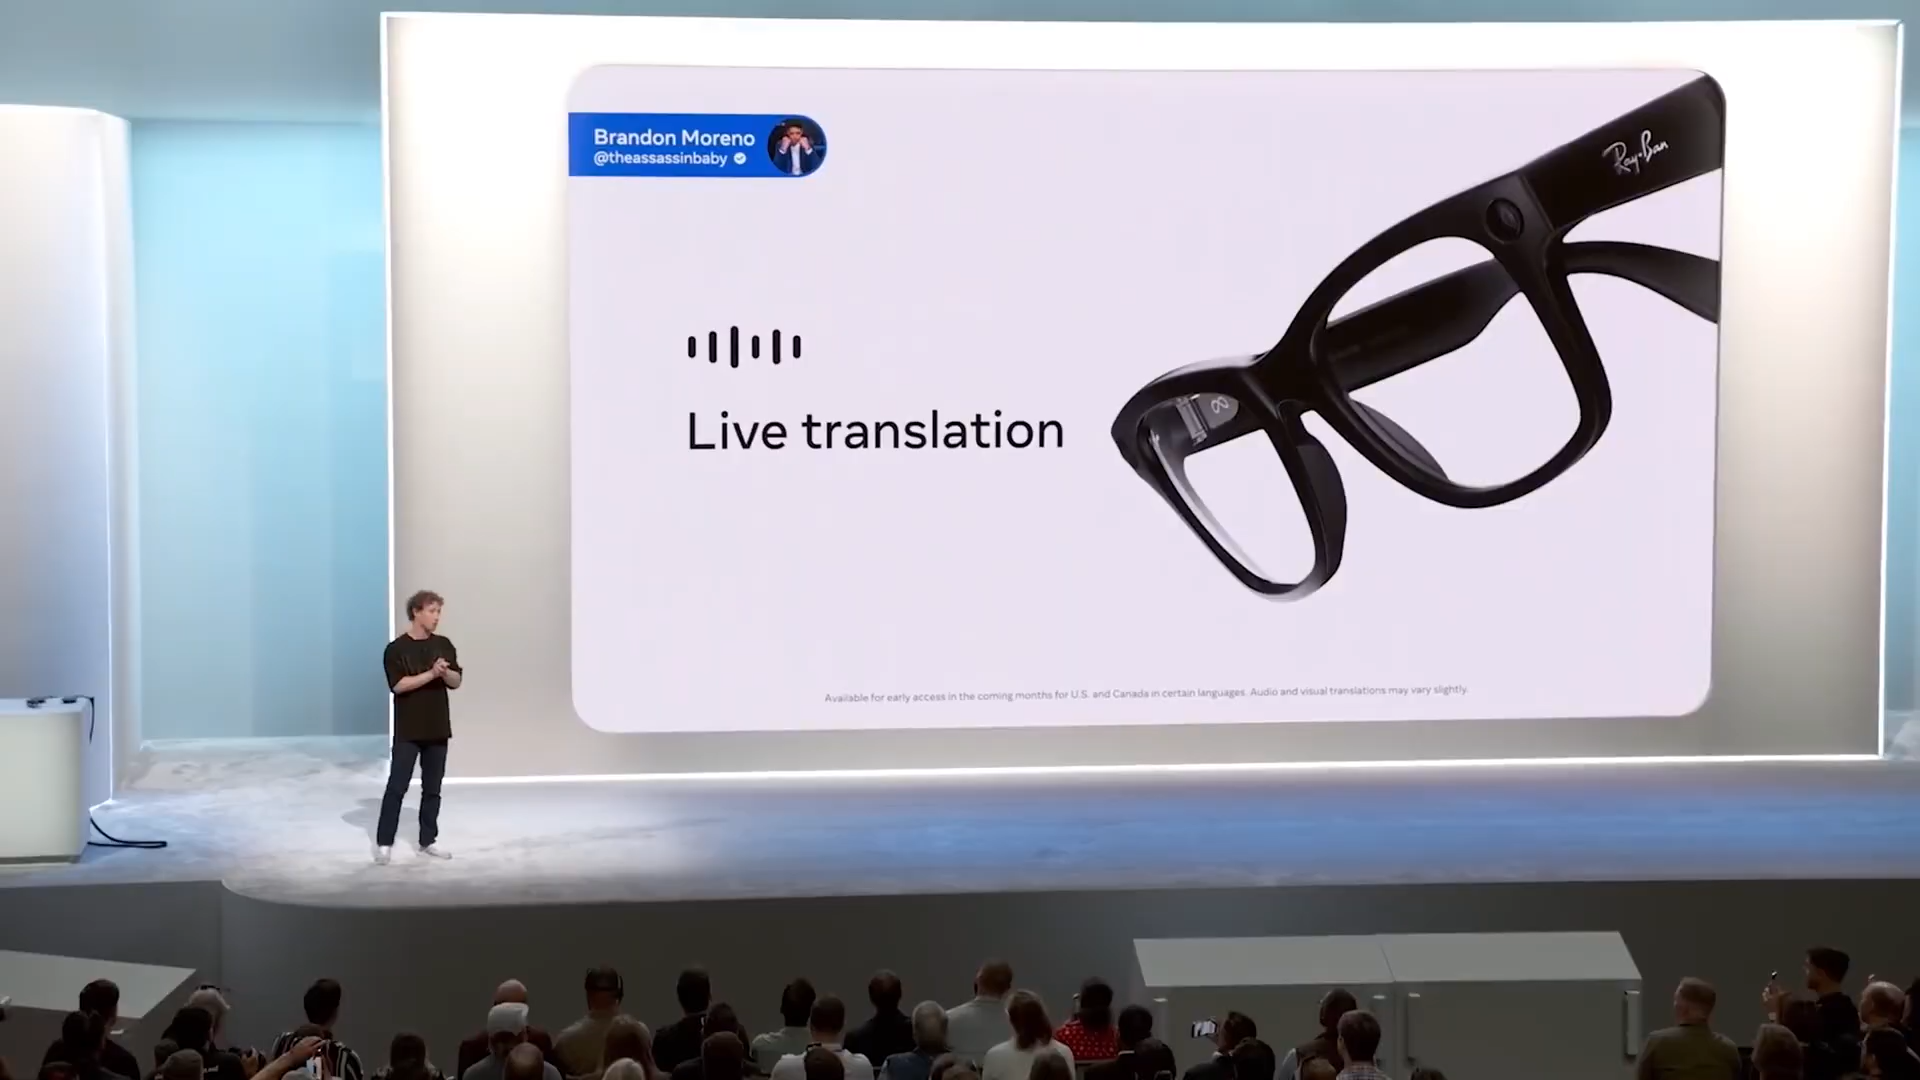 Brandon Moreno
@theassassinbaby
Ray-Ban
Live translation
Available for early access in the coming months for U.S. and Canada in certain languages. Audio and visual translations may vary slightly.